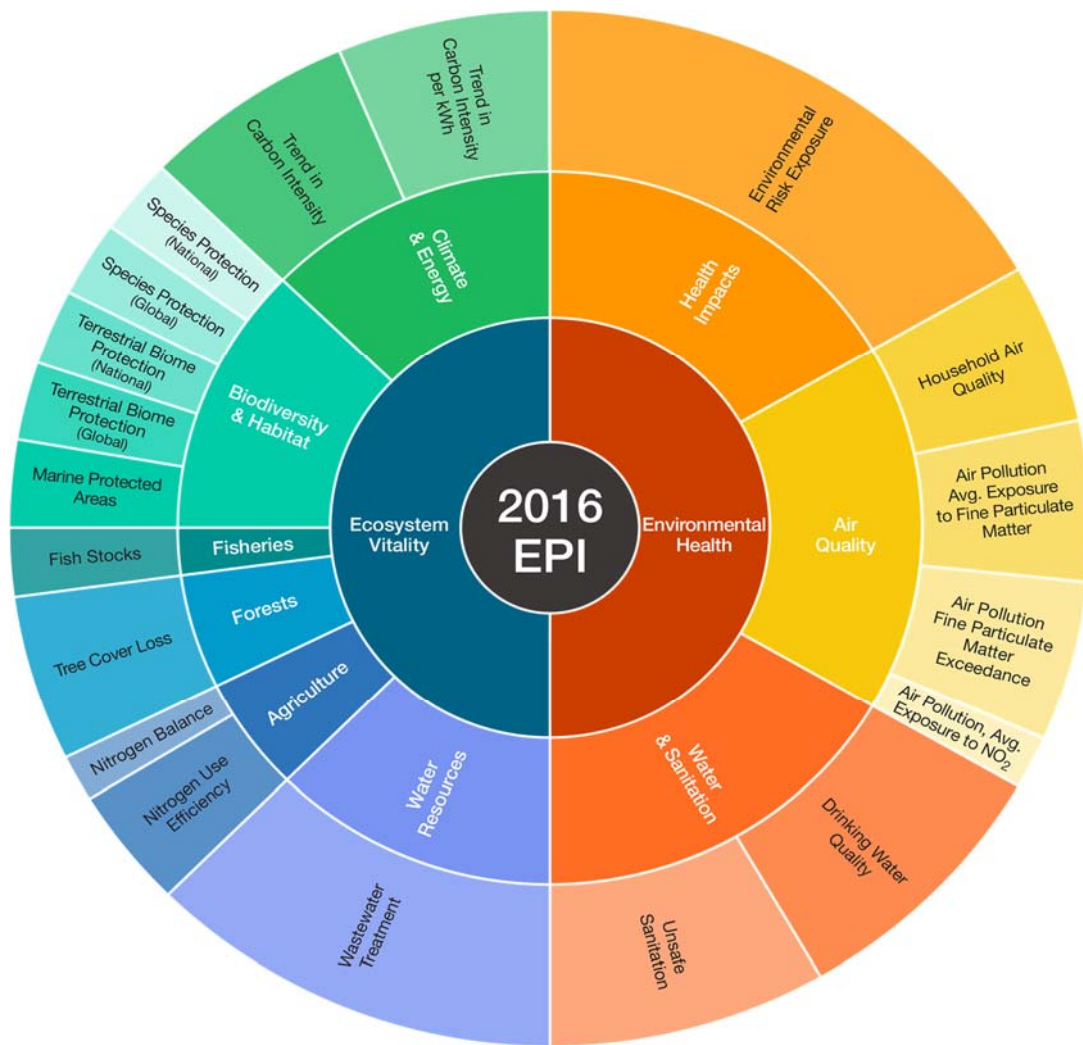 2016
EPI
Environmental
Health
Health
Impacts
Environmental
Risk Exposure
Air
Quality
Household Air
Quality
Air Pollution
Avg. Exposure
to Fine Particulate
Matter
Air Pollution
Fine Particulate
Matter
Exceedance
Air Pollution, Avg.
Exposure to NO₂
Water
& Sanitation
Drinking Water
Quality
Unsafe
Sanitation
Ecosystem
Vitality
Water
Resources
Wastewater
Treatment
Agriculture
Nitrogen Use
Efficiency
Nitrogen Balance
Forests
Tree Cover Loss
Fisheries
Fish Stocks
Biodiversity
& Habitat
Marine Protected
Areas
Terrestrial Biome
Protection
(Global)
Terrestrial Biome
Protection
(National)
Species Protection
(Global)
Species Protection
(National)
Climate
& Energy
Trend in
Carbon Intensity
Trend in
Carbon Intensity
per kWh